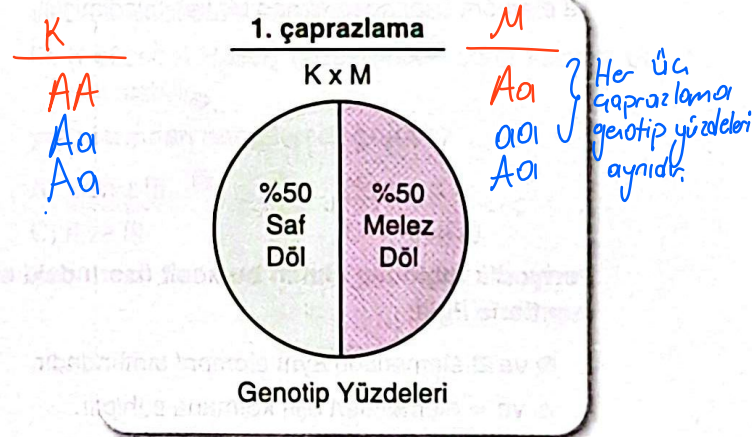 K
AA
Aa
Aa
1. çaprazlama
K x M
%50
Saf
Döl
%50
Melez
Döl
Genotip Yüzdeleri
M
Aa
aa
Aa
Her üç
çaprazlama
genotip yüzdeleri
aynıdır.